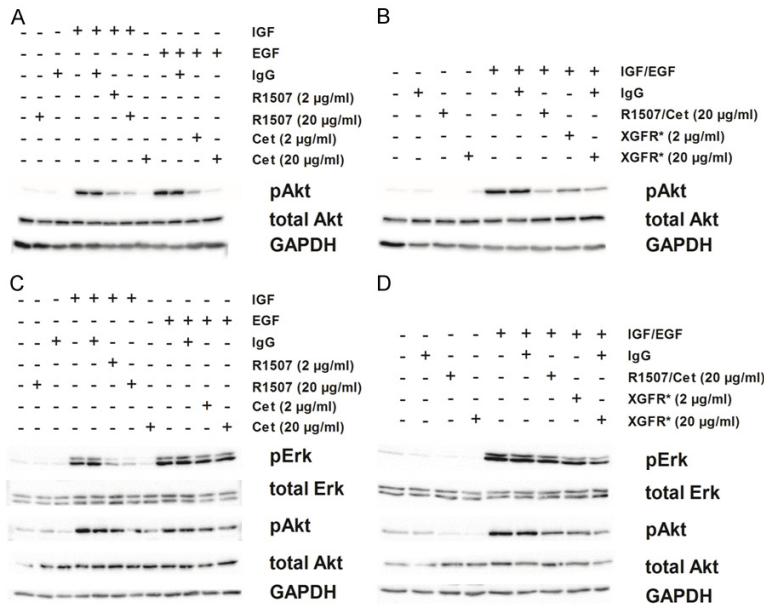 A
- - - + + + + - - - - - IGF
- - - - - - - - + + + + EGF
- - + - + - - - - + - - IgG
- - - - - + - - - - - - R1507 (2 µg/ml)
- + - - - - + - - - - - R1507 (20 µg/ml)
- - - - - - - - - - + - Cet (2 µg/ml)
- - - - - - - + - - - + Cet (20 µg/ml)
pAkt
total Akt
GAPDH
B
- - - - + + + + + IGF/EGF
- + - - - + - - + IgG
- - + - - - + - - R1507/Cet (20 µg/ml)
- - - - - - - + - XGFR* (2 µg/ml)
- - - + - - - - + XGFR* (20 µg/ml)
pAkt
total Akt
GAPDH
C
- - - + + + + - - - - - IGF
- - - - - - - - + + + + EGF
- - + - + - - - - + - - IgG
- - - - - + - - - - - - R1507 (2 µg/ml)
- + - - - - + - - - - - R1507 (20 µg/ml)
- - - - - - - - - - + - Cet (2 µg/ml)
- - - - - - - + - - - + Cet (20 µg/ml)
pErk
total Erk
pAkt
total Akt
GAPDH
D
- - - - + + + + + IGF/EGF
- + - - - + - - + IgG
- - + - - - + - - R1507/Cet (20 µg/ml)
- - - - - - - + - XGFR* (2 µg/ml)
- - - + - - - - + XGFR* (20 µg/ml)
pErk
total Erk
pAkt
total Akt
GAPDH